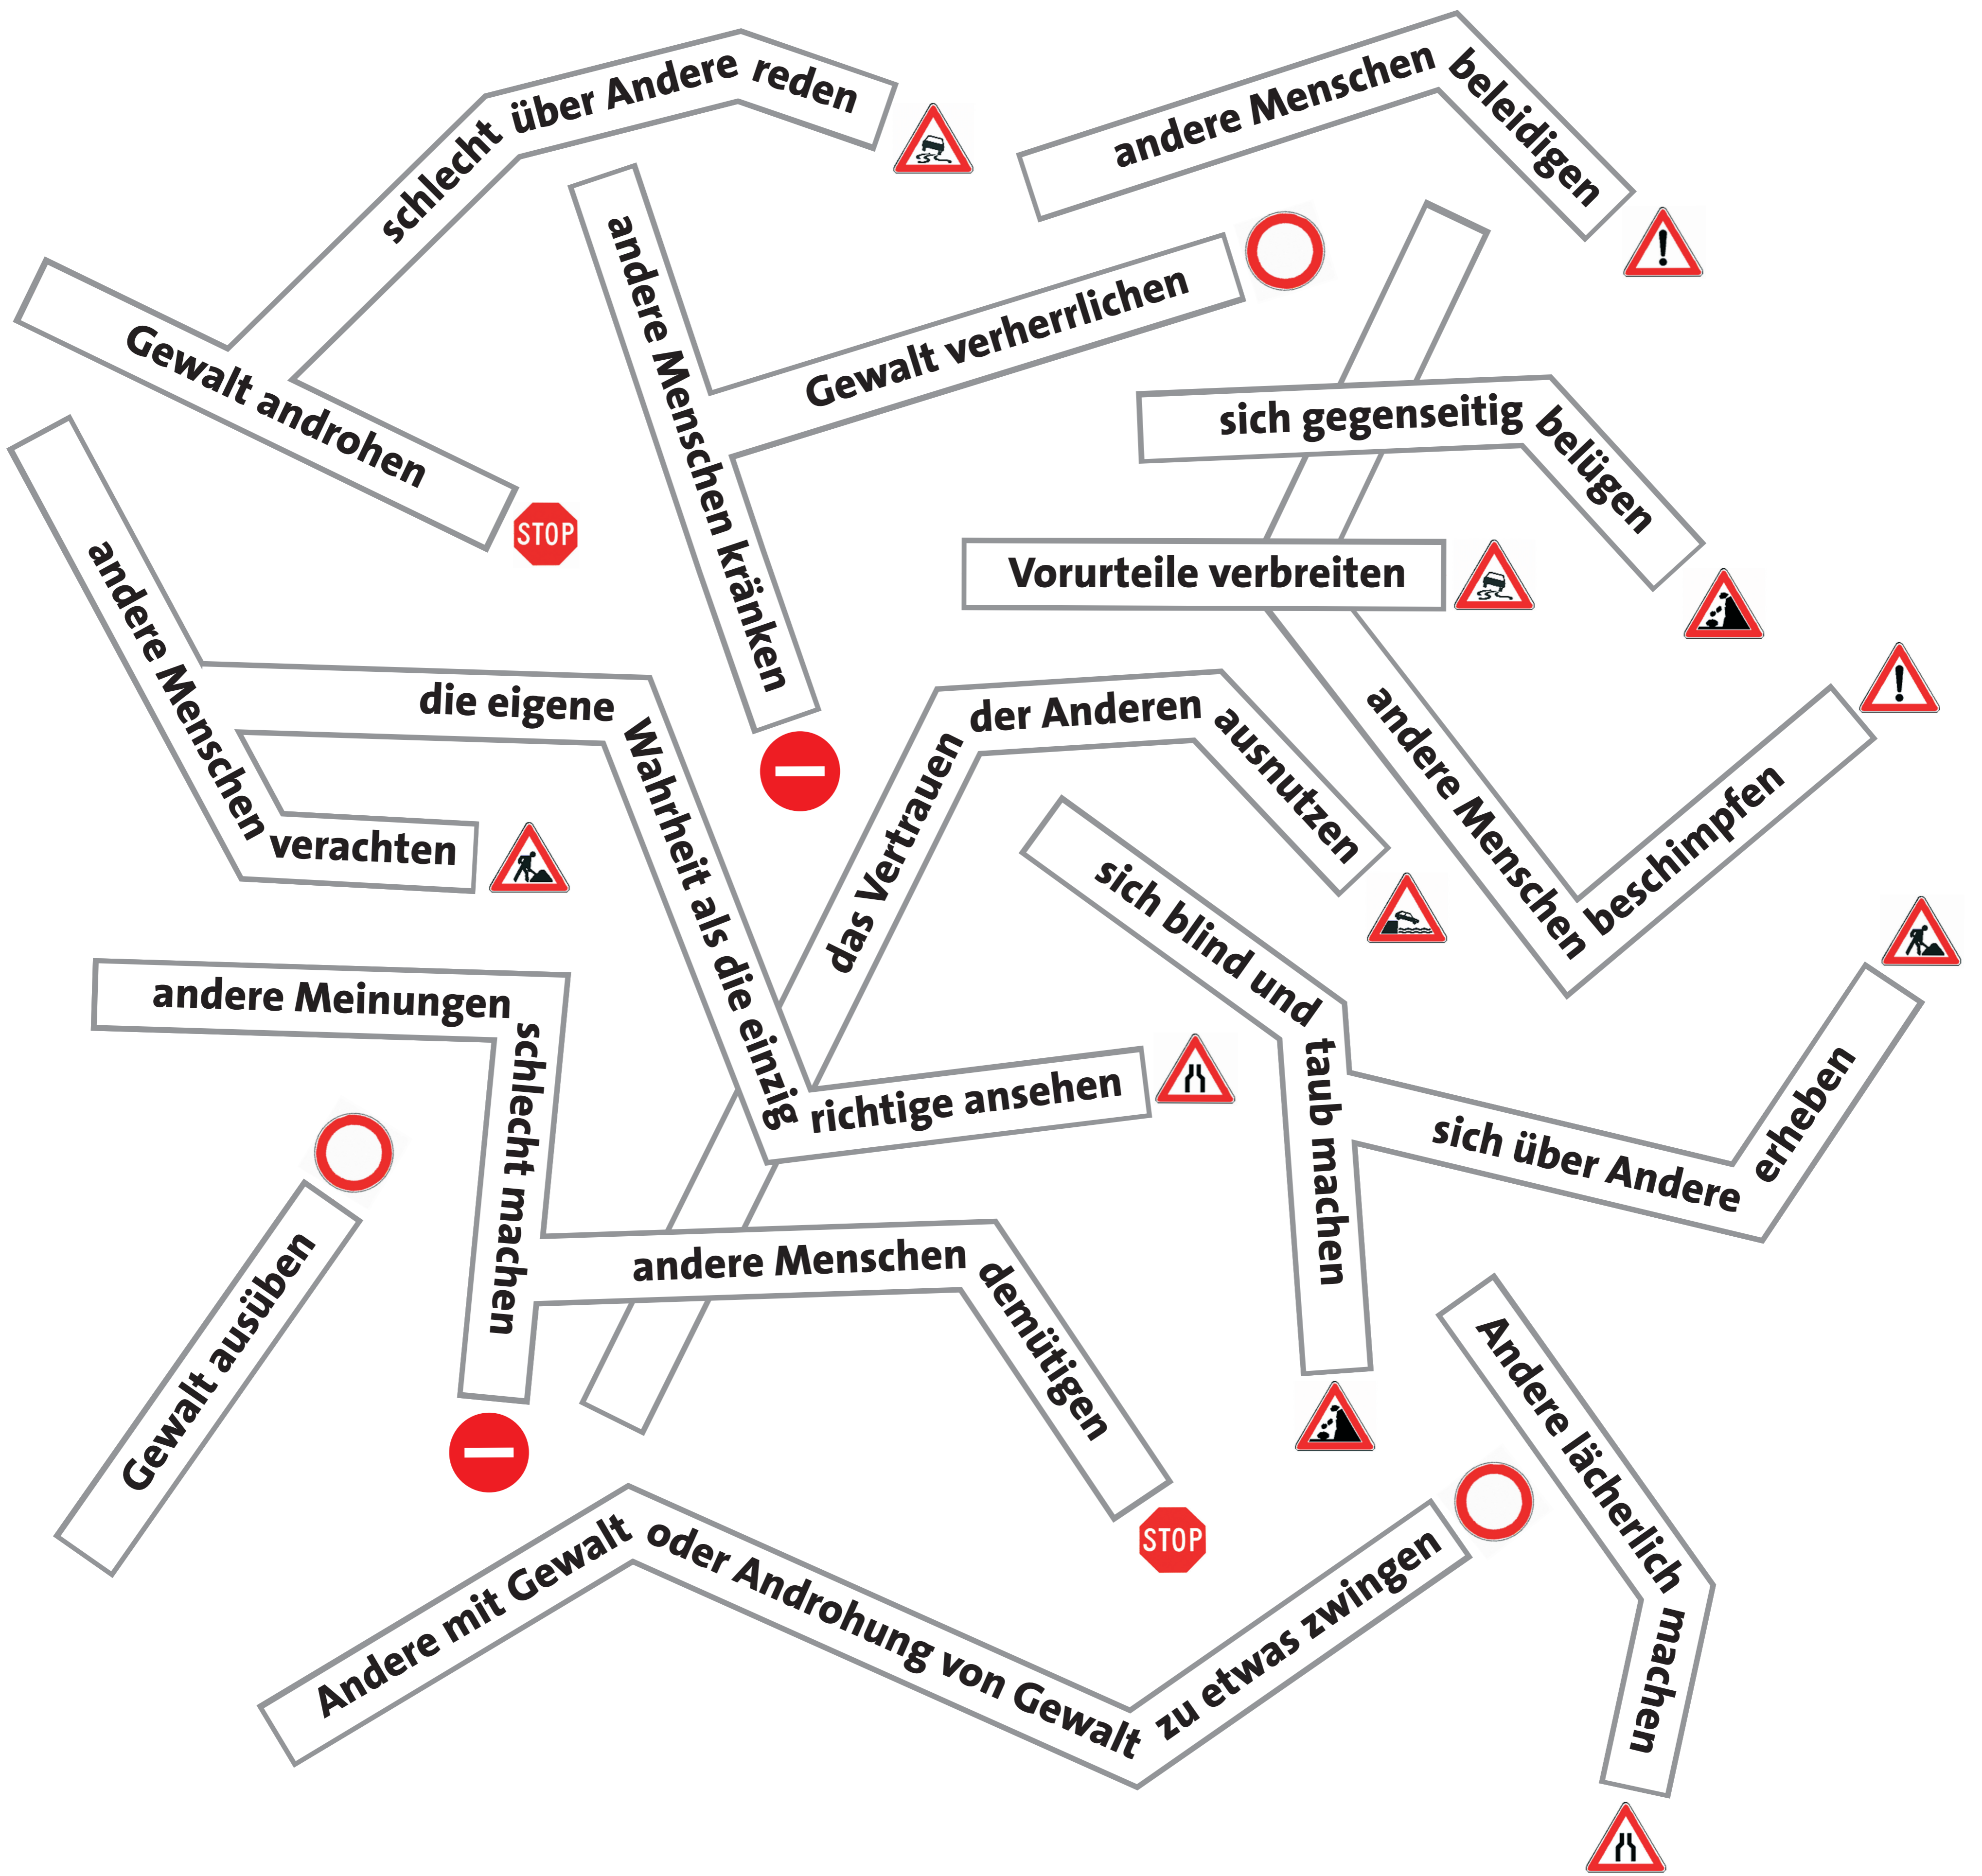 schlecht über Andere reden
andere Menschen beleidigen
Gewalt androhen
STOP
andere Menschen kränken
Gewalt verherrlichen
sich gegenseitig belügen
Vorurteile verbreiten
andere Menschen verachten
die eigene Wahrheit als die einzig richtige ansehen
das Vertrauen der Anderen ausnutzen
andere Menschen beschimpfen
sich blind und taub machen
sich über Andere erheben
andere Meinungen schlecht machen
Gewalt ausüben
andere Menschen demütigen
STOP
Andere lächerlich machen
Andere mit Gewalt oder Androhung von Gewalt zu etwas zwingen